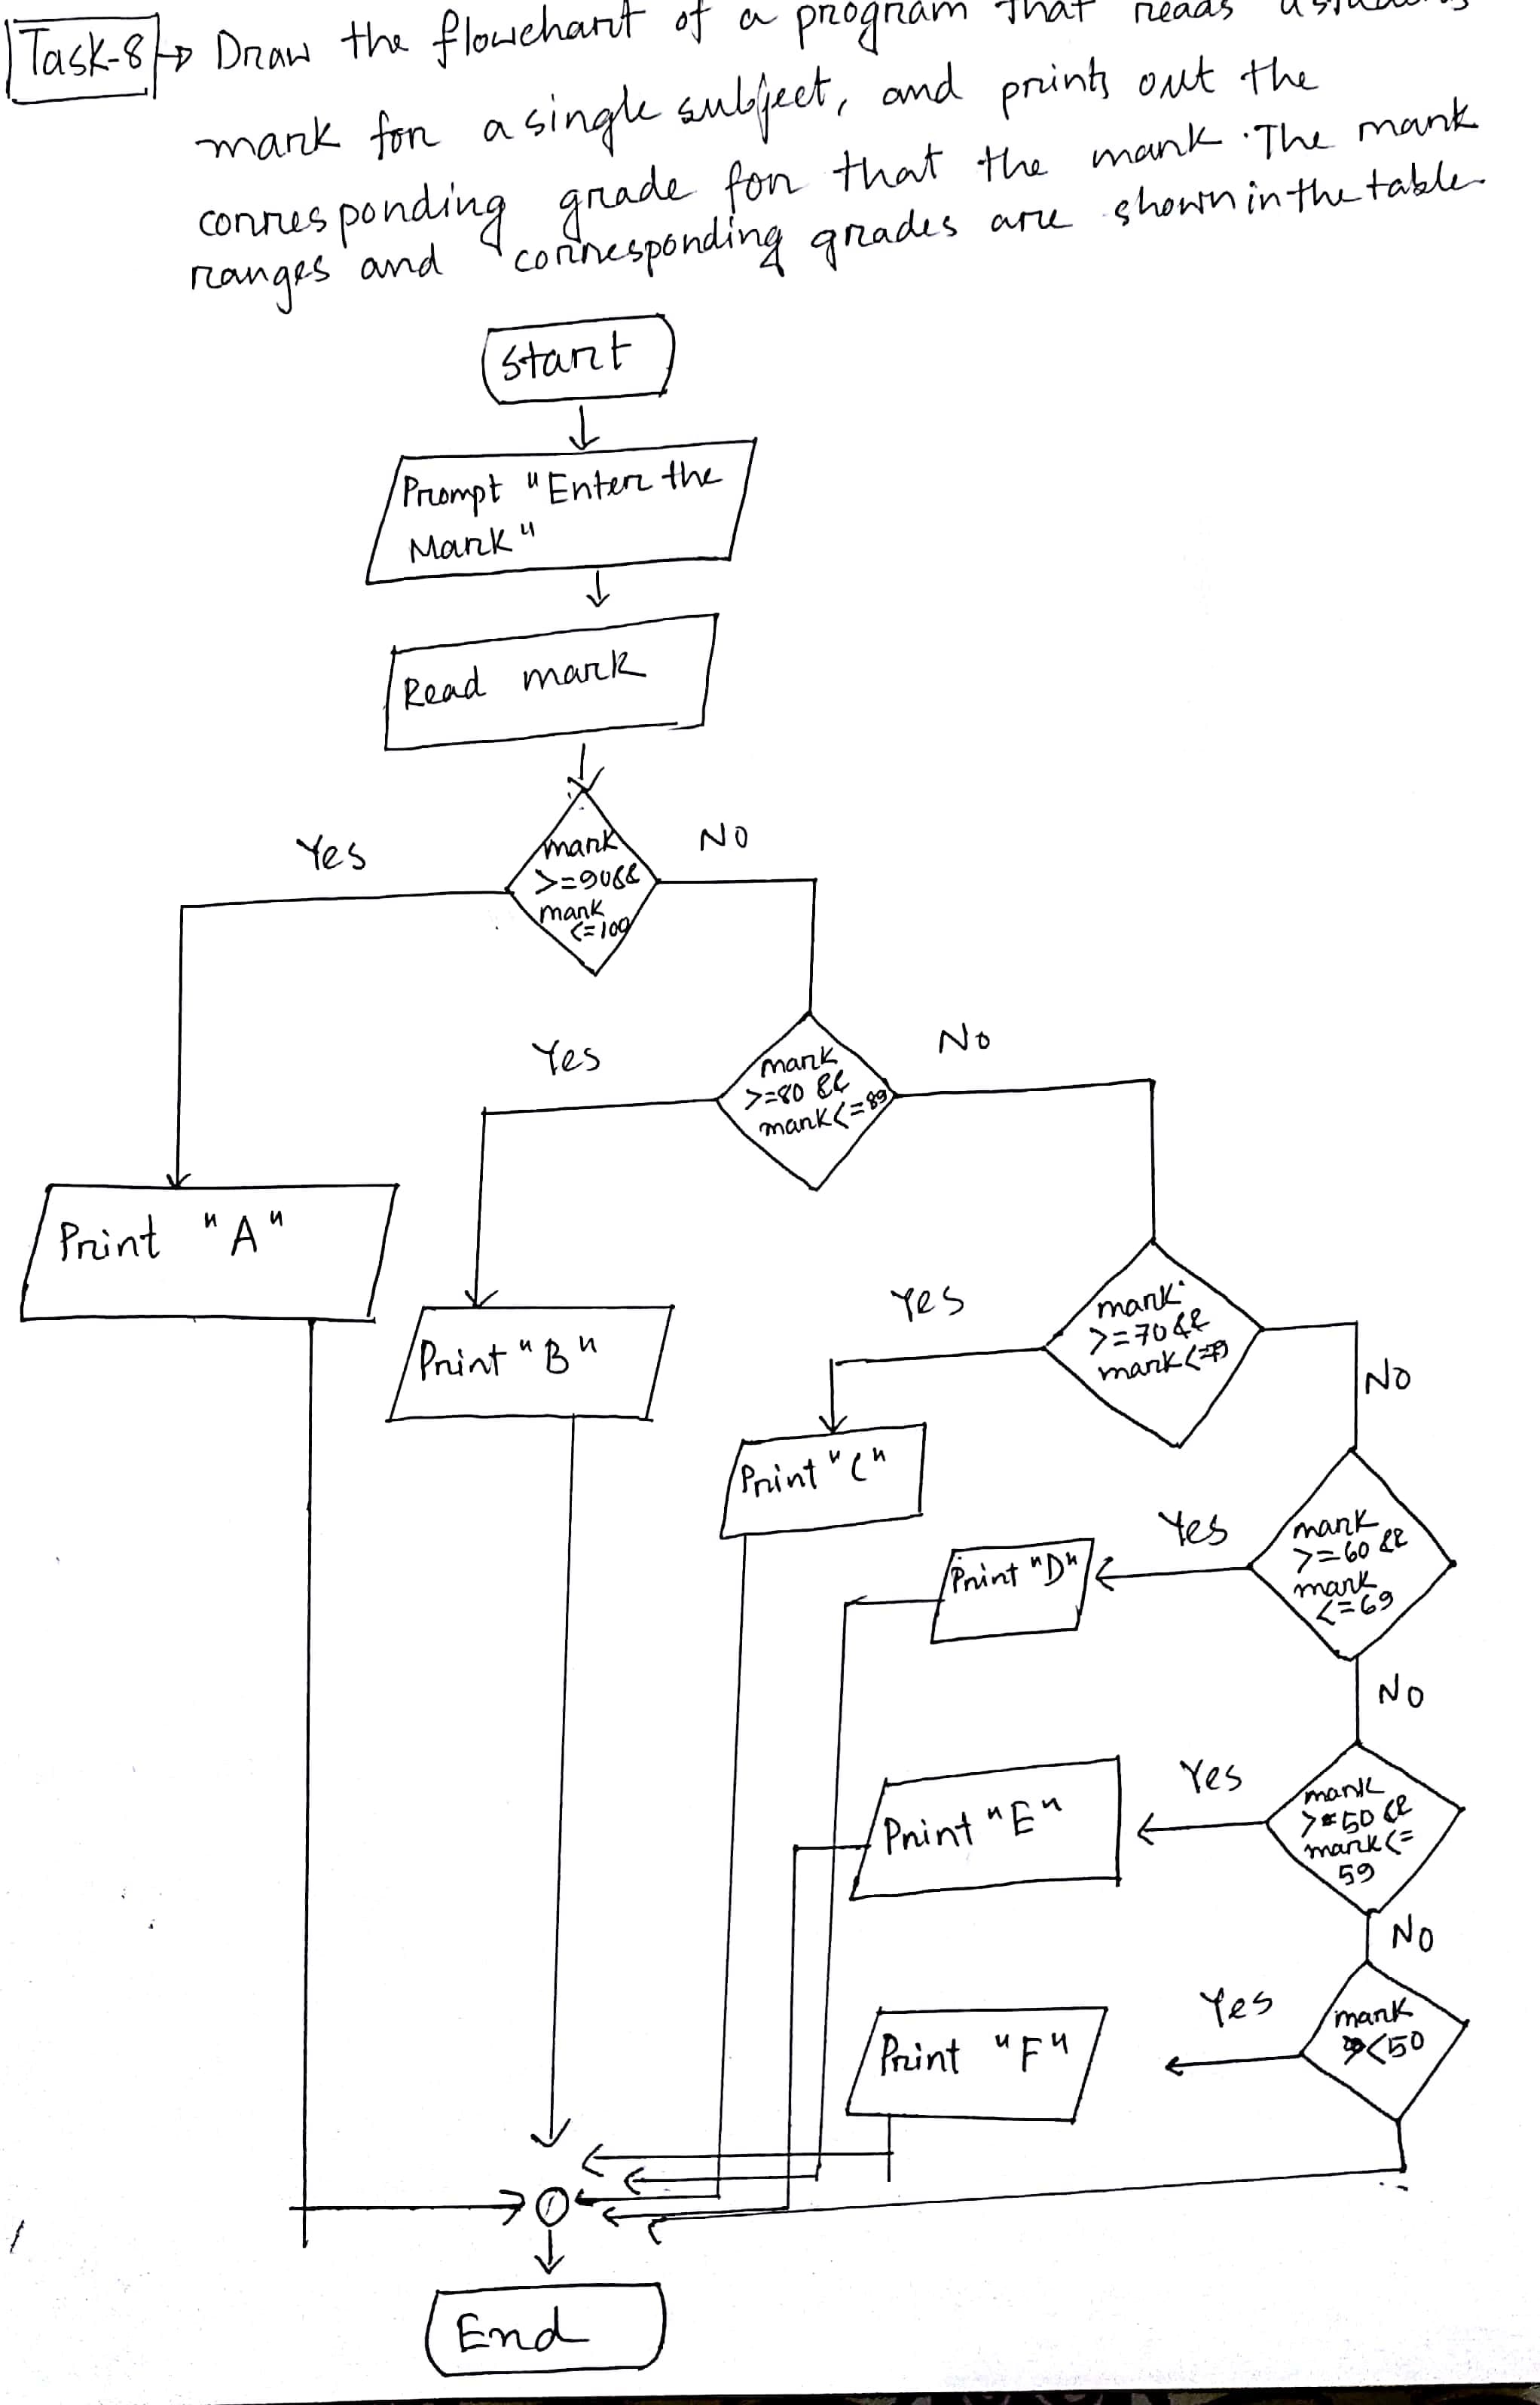 Task-8 → Draw the flowchart of a program that reads
mark for a single subject, and prints out the
corresponding grade for that the mark. The mark
ranges and corresponding grades are shown in the table.
Start
Prompt "Enter the
Mark"
Read mark
Yes
mark
>=90&&
mark
<=100
No
Yes
mark
>=80 &&
mark<=89
No
Print "A"
Yes
mark
>=70&&
mark<=79
No
Print "B"
Print "C"
Yes
mark
>=60 &&
mark
<=69
Print "D"
No
Yes
mark
>=50 &&
mark<=
59
Print "E"
No
Yes
mark
<50
Print "F"
End